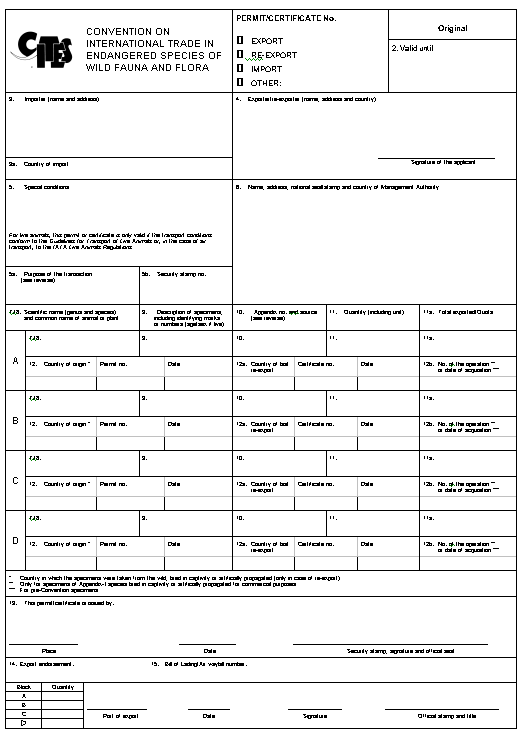 CITES
CONVENTION ON
INTERNATIONAL TRADE IN
ENDANGERED SPECIES OF
WILD FAUNA AND FLORA
PERMIT/CERTIFICATE No.
EXPORT
RE-EXPORT
IMPORT
OTHER:
Original
2. Valid until
3. Importer (name and address)
4. Exporter/re-exporter (name, address and country)
Signature of the applicant
3a. Country of import
5. Special conditions
For live animals, this permit or certificate is only valid if the transport conditions
conform to the Guidelines for Transport of Live Animals or, in the case of air
transport, to the IATA Live Animals Regulations
6. Name, address, national seal/stamp and country of Management Authority
5a. Purpose of the transaction
(see reverse)
5b. Security stamp no.
7./8. Scientific name (genus and species)
and common name of animal or plant
9. Description of specimens,
including identifying marks
or numbers (age/sex if live)
10. Appendix no. and source
(see reverse)
11. Quantity (including unit)
11a. Total exported/Quota
A
7./8. 9. 10. 11. 11a.
12. Country of origin * Permit no. Date 12a. Country of last
re-export Certificate no. Date 12b. No. of the operation **
or date of acquisition ***
B
7./8. 9. 10. 11. 11a.
12. Country of origin * Permit no. Date 12a. Country of last
re-export Certificate no. Date 12b. No. of the operation **
or date of acquisition ***
C
7./8. 9. 10. 11. 11a.
12. Country of origin * Permit no. Date 12a. Country of last
re-export Certificate no. Date 12b. No. of the operation **
or date of acquisition ***
D
7./8. 9. 10. 11. 11a.
12. Country of origin * Permit no. Date 12a. Country of last
re-export Certificate no. Date 12b. No. of the operation **
or date of acquisition ***
* Country in which the specimens were taken from the wild, bred in captivity or artificially propagated (only in case of re-export)
** Only for specimens of Appendix-I species bred in captivity or artificially propagated for commercial purposes
*** For pre-Convention specimens
13. This permit/certificate is issued by:
Place Date Security stamp, signature and official seal
14. Export endorsement: 15. Bill of Lading/Air waybill number:
Block Quantity
A
B
C
D
Port of export Date Signature Official stamp and title